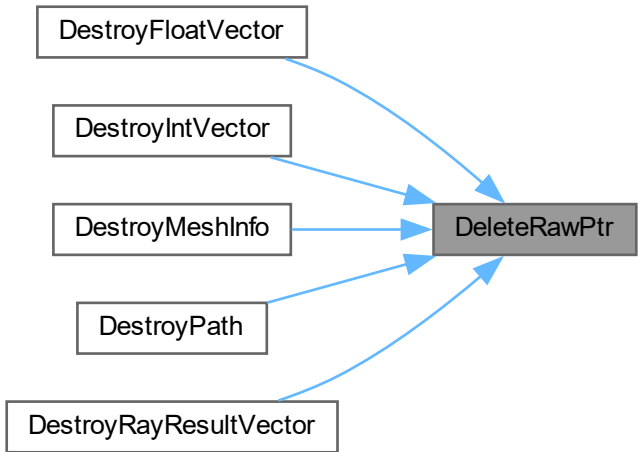 DestroyFloatVector
DestroyIntVector
DestroyMeshInfo
DeleteRawPtr
DestroyPath
DestroyRayResultVector